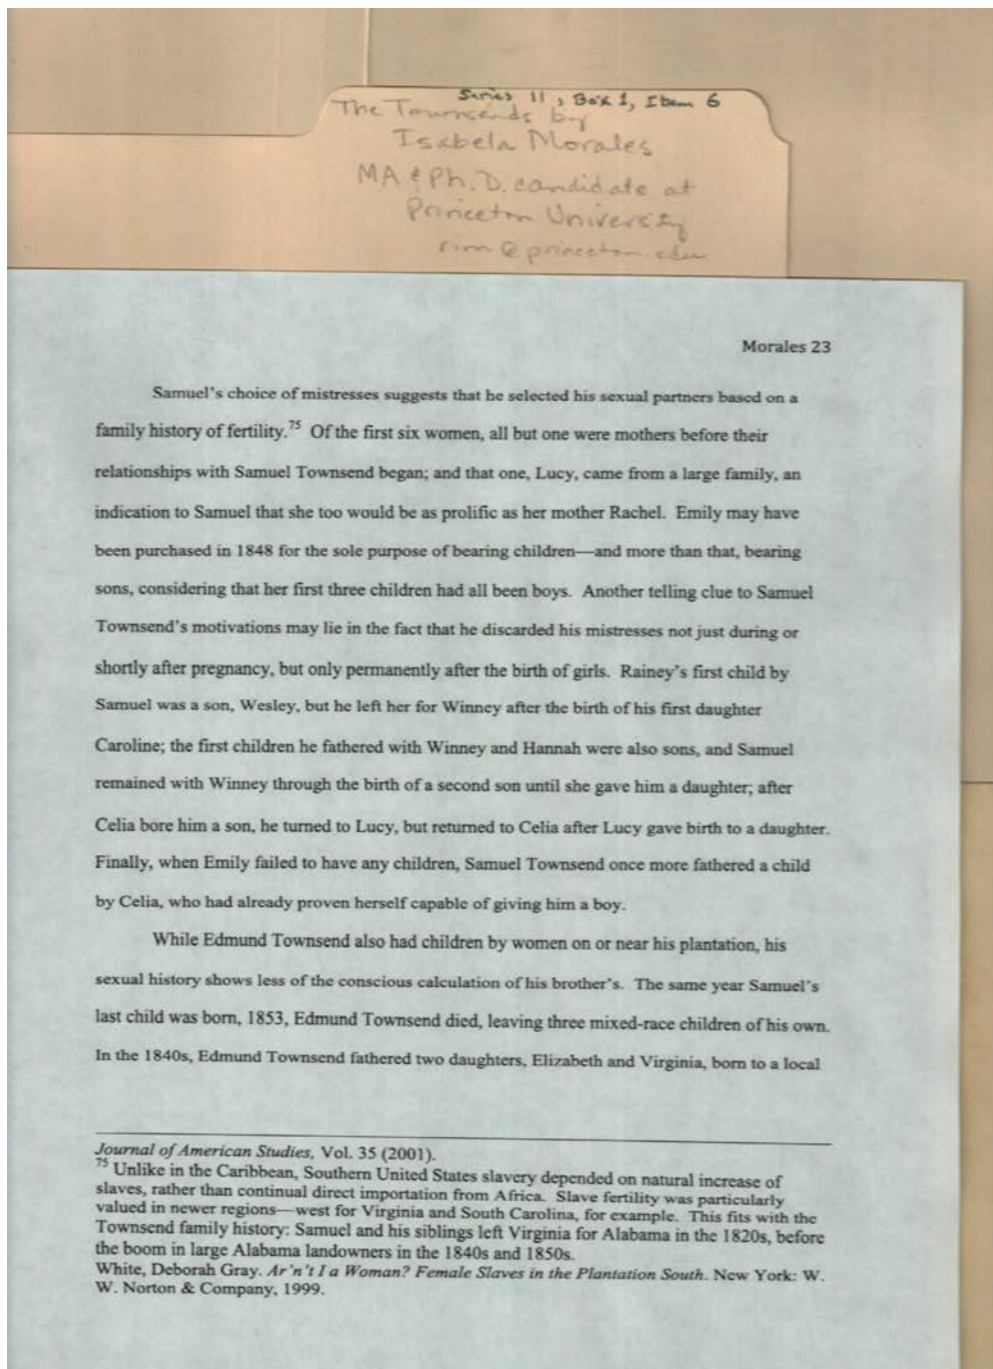 Series 11, Box 1, Item 6
The Townsends by
Isabela Morales
MA & Ph.D. candidate at
Princeton University
@princeton.edu
Morales 23
Samuel's choice of mistresses suggests that he selected his sexual partners based on a
family history of fertility.75 Of the first six women, all but one were mothers before their
relationships with Samuel Townsend began; and that one, Lucy, came from a large family, an
indication to Samuel that she too would be as prolific as her mother Rachel. Emily may have
been purchased in 1848 for the sole purpose of bearing children—and more than that, bearing
sons, considering that her first three children had all been boys. Another telling clue to Samuel
Townsend's motivations may lie in the fact that he discarded his mistresses not just during or
shortly after pregnancy, but only permanently after the birth of girls. Rainey's first child by
Samuel was a son, Wesley, but he left her for Winney after the birth of his first daughter
Caroline; the first children he fathered with Winney and Hannah were also sons, and Samuel
remained with Winney through the birth of a second son until she gave him a daughter; after
Celia bore him a son, he turned to Lucy, but returned to Celia after Lucy gave birth to a daughter.
Finally, when Emily failed to have any children, Samuel Townsend once more fathered a child
by Celia, who had already proven herself capable of giving him a boy.
While Edmund Townsend also had children by women on or near his plantation, his
sexual history shows less of the conscious calculation of his brother's. The same year Samuel's
last child was born, 1853, Edmund Townsend died, leaving three mixed-race children of his own.
In the 1840s, Edmund Townsend fathered two daughters, Elizabeth and Virginia, born to a local
Journal of American Studies, Vol. 35 (2001).
75 Unlike in the Caribbean, Southern United States slavery depended on natural increase of
slaves, rather than continual direct importation from Africa. Slave fertility was particularly
valued in newer regions—west for Virginia and South Carolina, for example. This fits with the
Townsend family history: Samuel and his siblings left Virginia for Alabama in the 1820s, before
the boom in large Alabama landowners in the 1840s and 1850s.
White, Deborah Gray. Ar'n't I a Woman? Female Slaves in the Plantation South. New York: W.
W. Norton & Company, 1999.